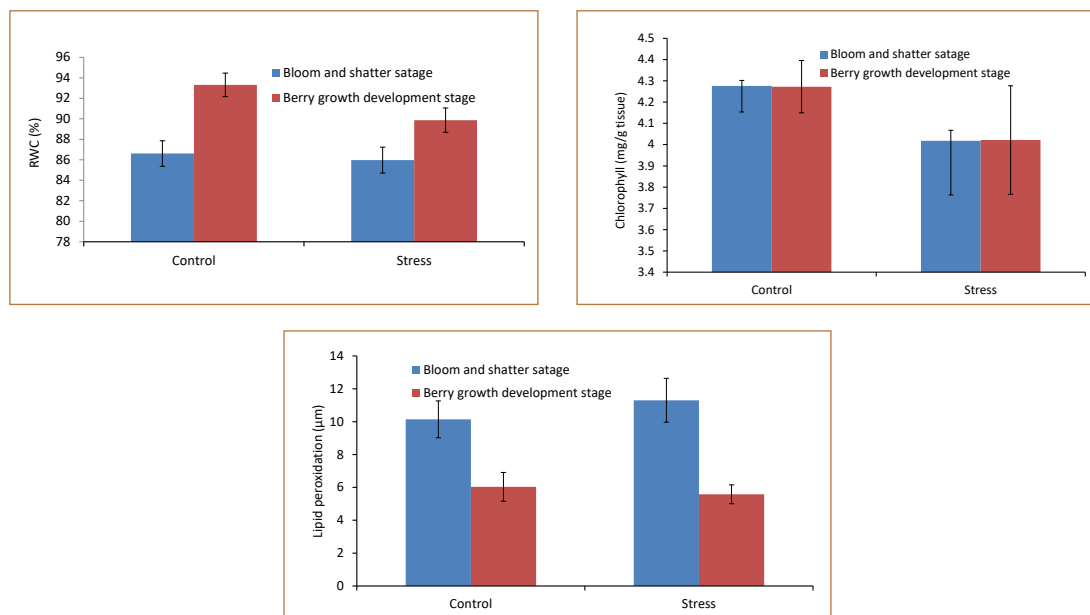 96
94
92
90
88
86
84
82
80
78
RWC (%)
Bloom and shatter satage
Berry growth development stage
Control
Stress
4.5
4.4
4.3
4.2
4.1
4
3.9
3.8
3.7
3.6
3.5
3.4
Chlorophyll (mg/g tissue)
Bloom and shatter satage
Berry growth development stage
Control
Stress
14
12
10
8
6
4
2
0
Lipid peroxidation (µm)
Bloom and shatter satage
Berry growth development stage
Control
Stress